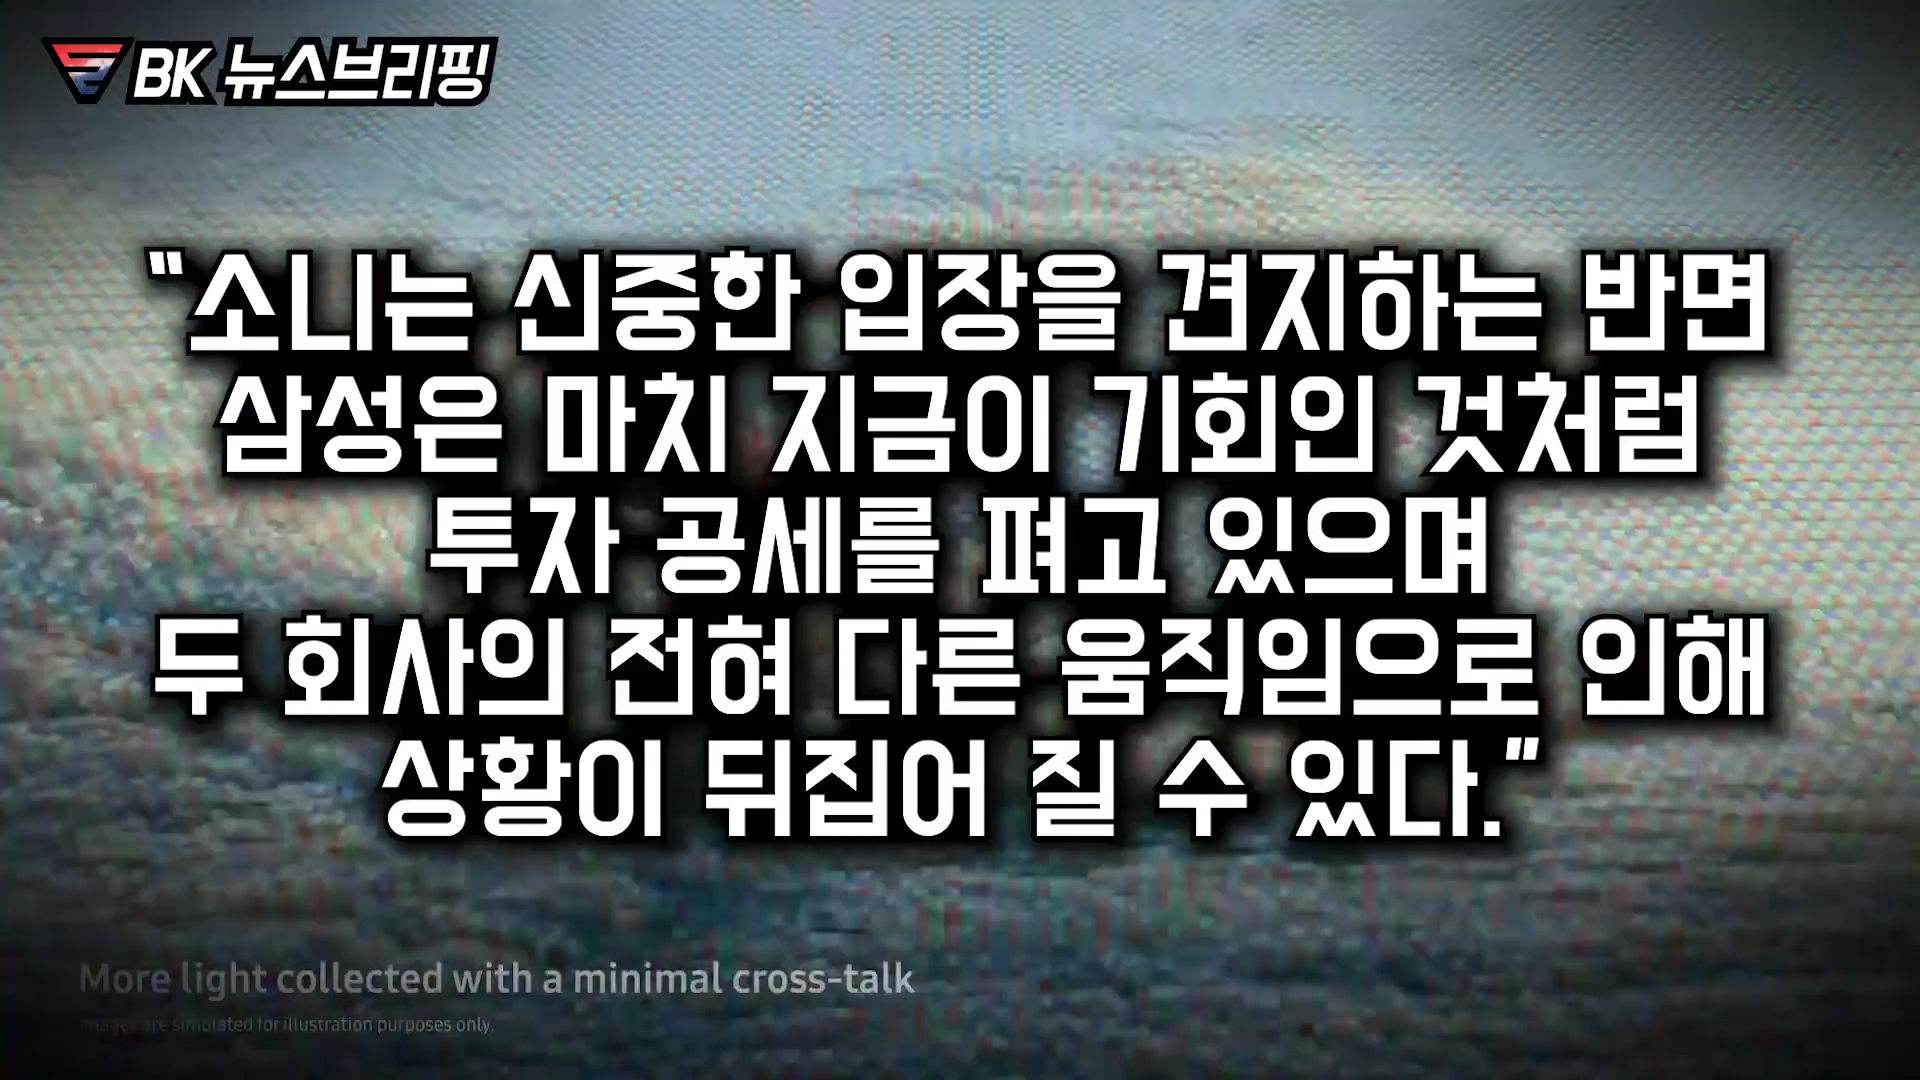 BK 뉴스브리핑
"소니는 신중한 입장을 견지하는 반면
삼성은 마치 지금이 기회인 것처럼
투자 공세를 펴고 있으며
두 회사의 전혀 다른 움직임으로 인해
상황이 뒤집어 질 수 있다."
More light collected with a minimal cross-talk
Images are simulated for illustration purposes only.